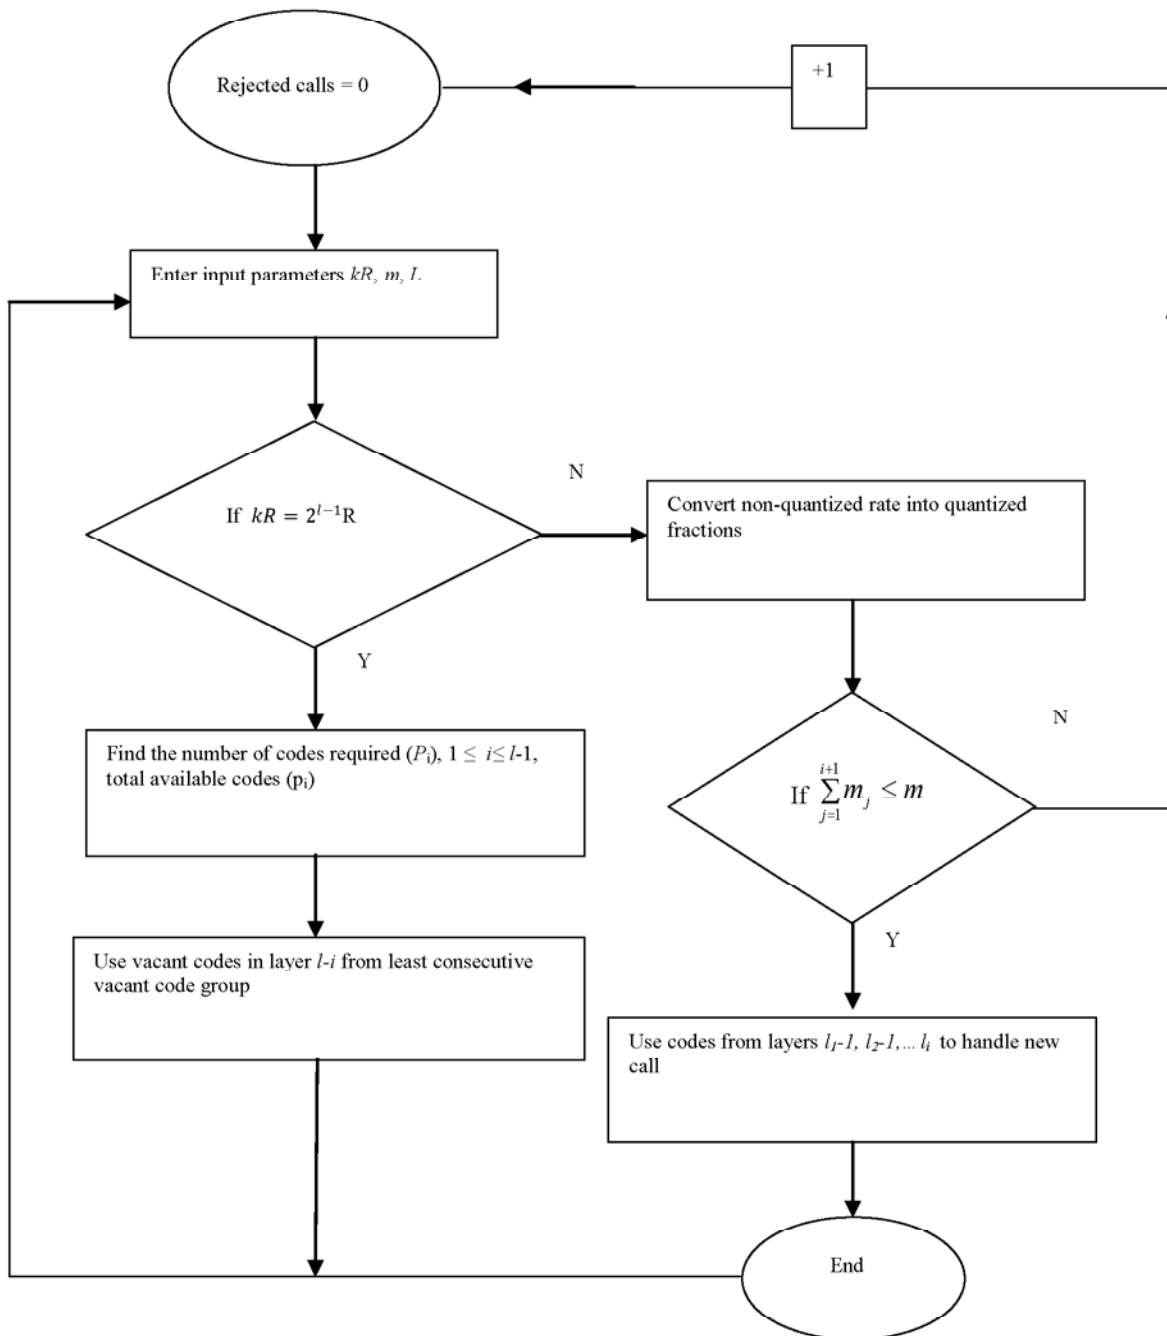 Rejected calls = 0
+1
Enter input parameters kR, m, L
If kR = 2^{l−1}R
N
Convert non-quantized rate into quantized
fractions
Y
Find the number of codes required (P_i), 1 ≤ i ≤ l-1,
total available codes (p_i)
N
If \sum_{j=1}^{i+1} m_j ≤ m
Use vacant codes in layer l-i from least consecutive
vacant code group
Y
Use codes from layers l_1-1, l_2-1,... l_i to handle new
call
End